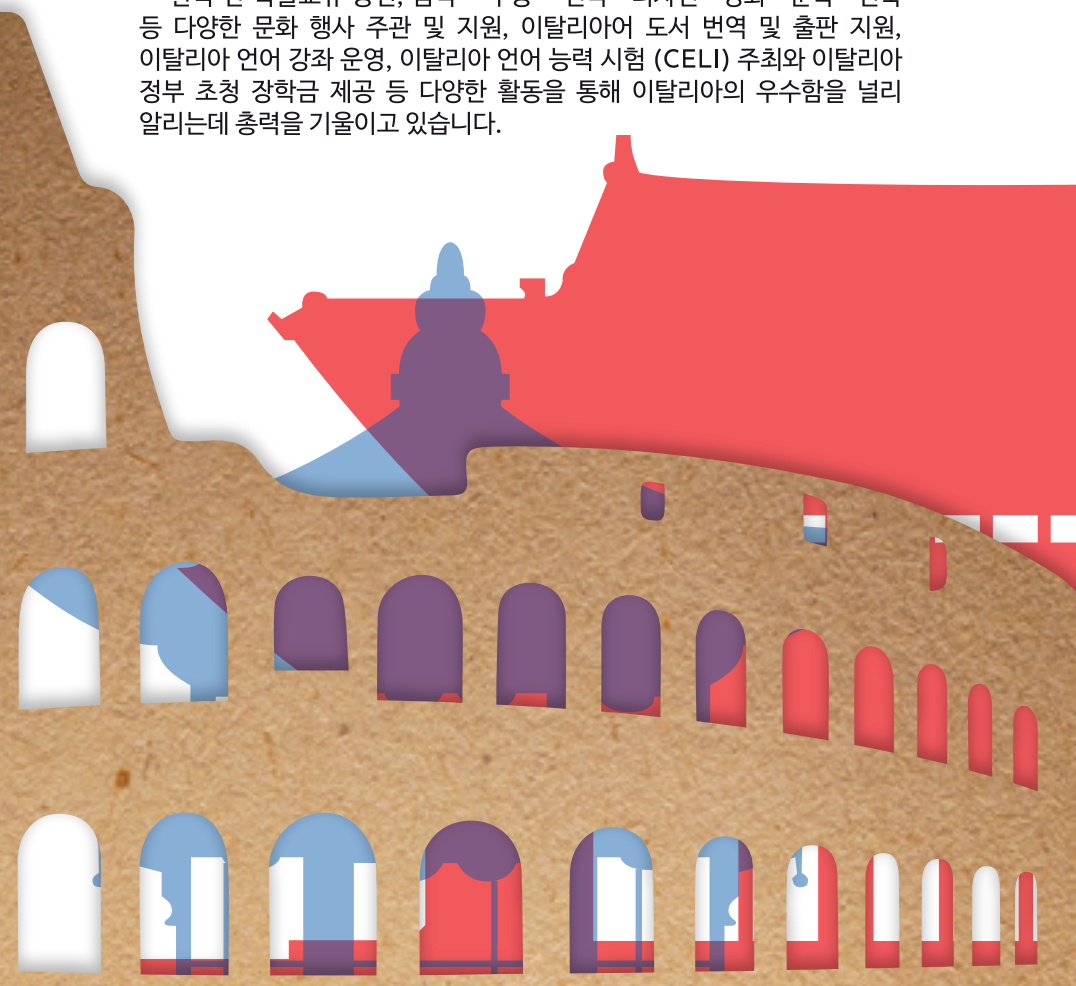 등 다양한 문화 행사 주관 및 지원, 이탈리아어 도서 번역 및 출판 지원,
이탈리아 언어 강좌 운영, 이탈리아 언어 능력 시험 (CELI) 주최와 이탈리아
정부 초청 장학금 제공 등 다양한 활동을 통해 이탈리아의 우수함을 널리
알리는데 총력을 기울이고 있습니다.